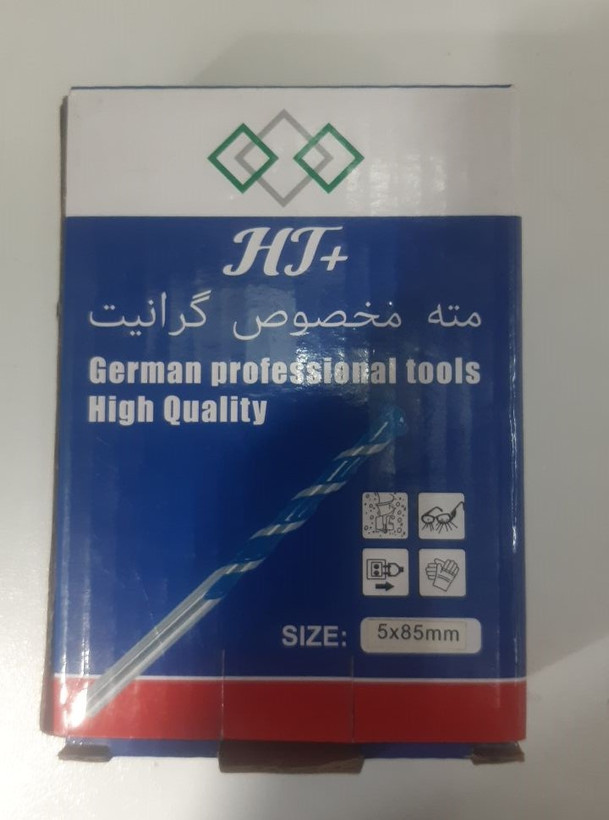 HT+
مته مخصوص گرانیت
German professional tools
High Quality
SIZE: 5x85mm